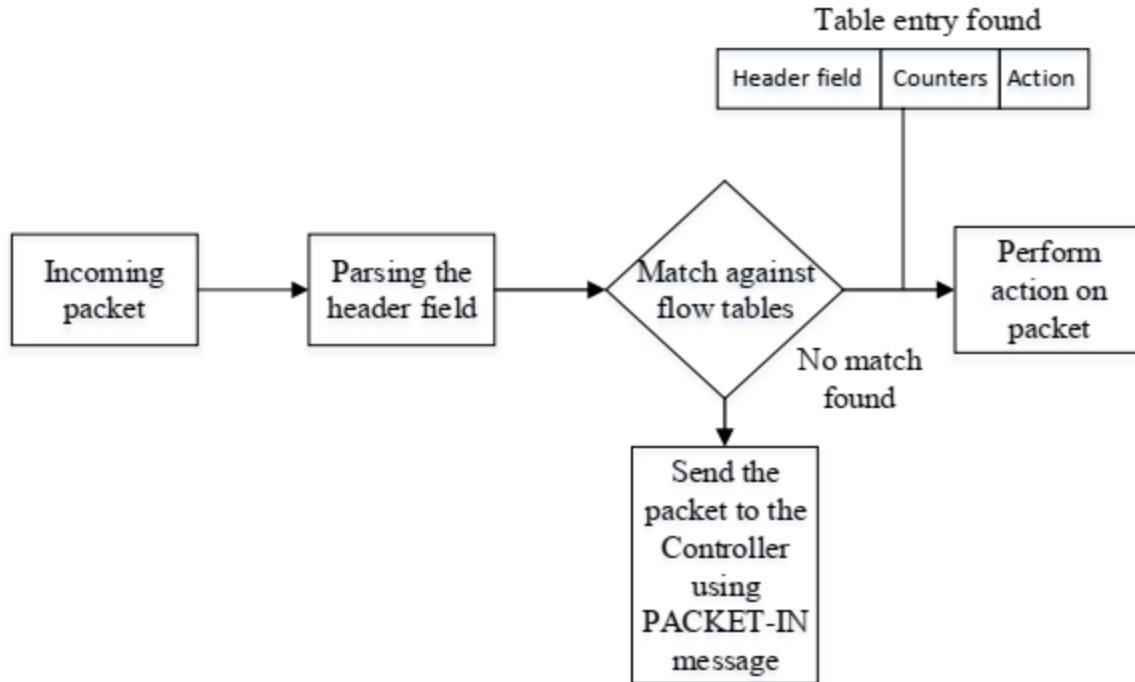 Table entry found
Header field Counters Action
Incoming
packet
Parsing the
header field
Match against
flow tables
Perform
action on
packet
No match
found
Send the
packet to the
Controller
using
PACKET-IN
message